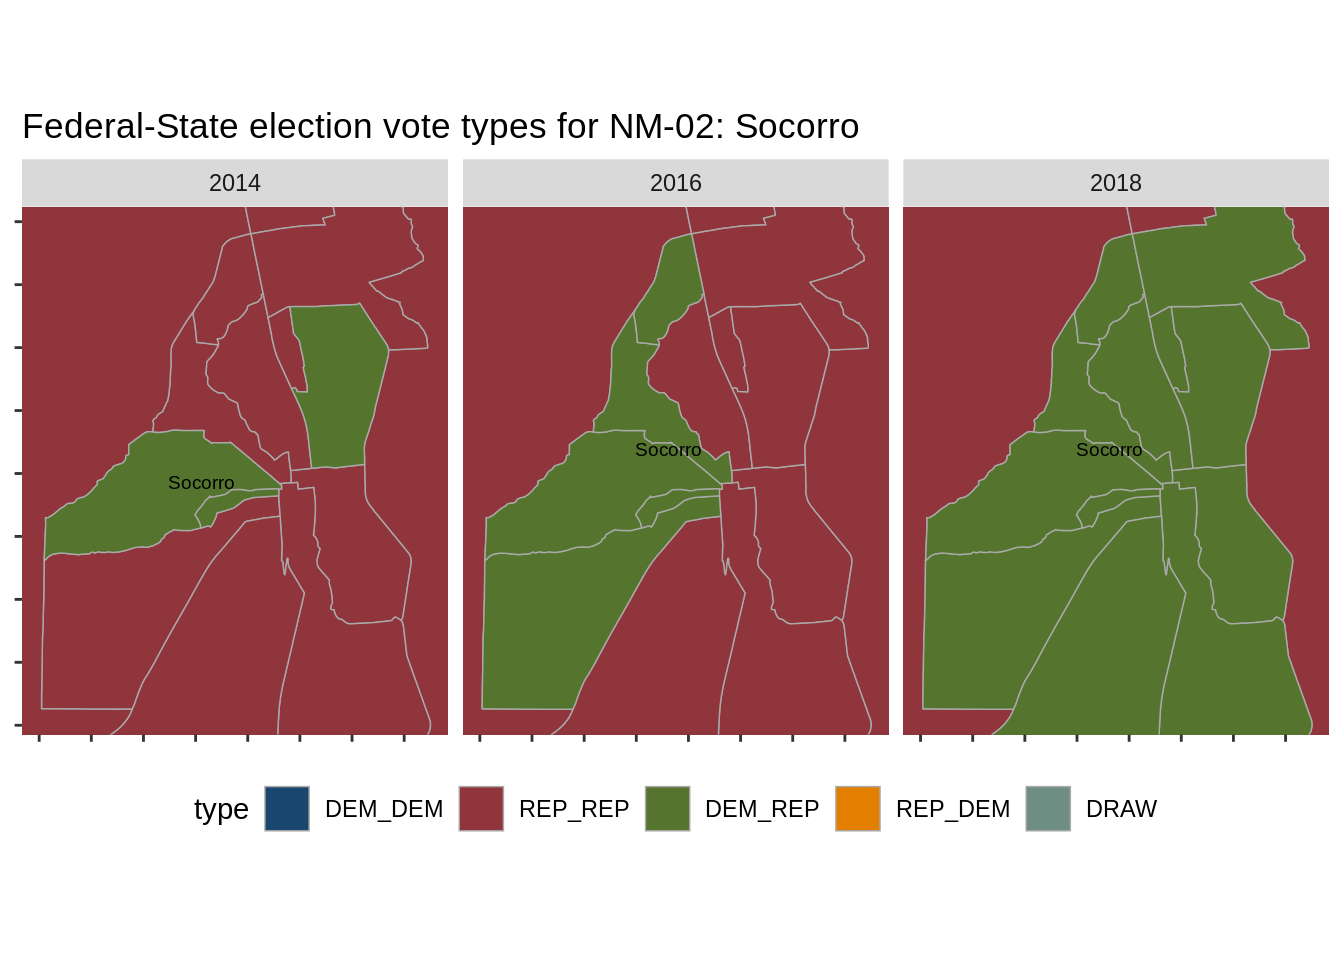 Federal-State election vote types for NM-02: Socorro
2014 2016 2018
Socorro Socorro Socorro
type DEM_DEM REP_REP DEM_REP REP_DEM DRAW